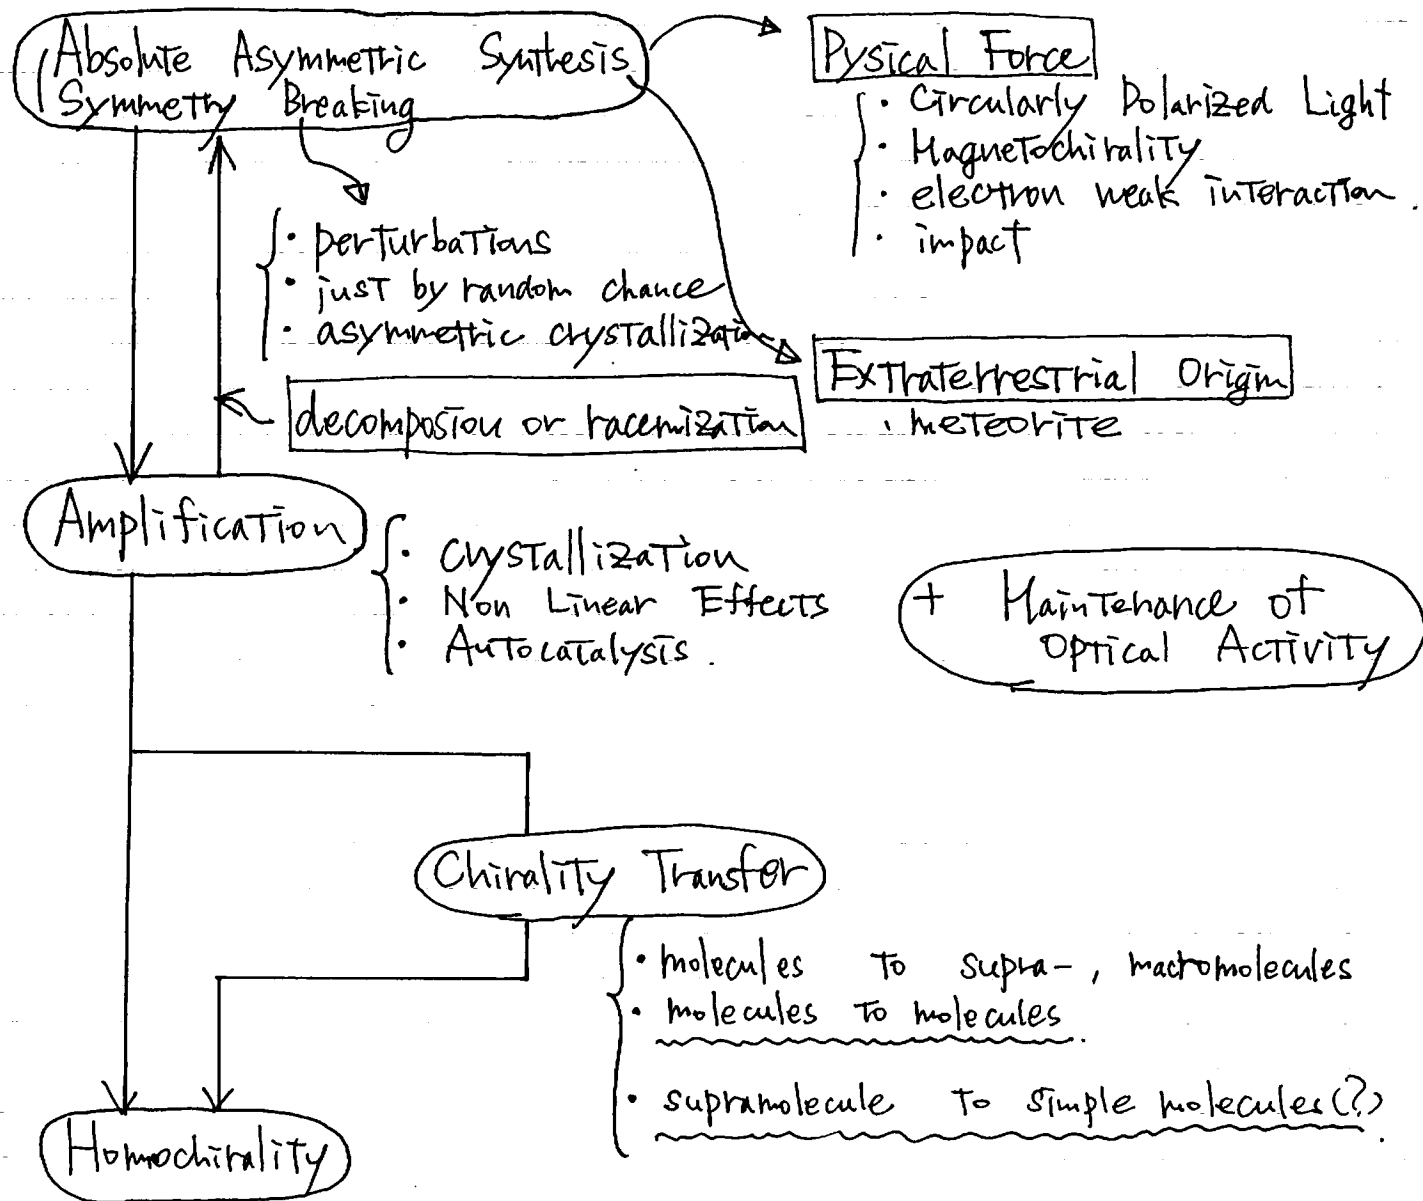 Absolute Asymmetric Synthesis
Symmetry Breaking
Pysical Force
・Circularly Polarized Light
・Magnetochirality
・electron weak interaction.
・impact
・perturbations
・just by random chance
・asymmetric crystallization
Extraterrestrial Origin
・meteorite
decomposion or racemization
Amplification
・crystallization
・Non Linear Effects
・Autocatalysis.
+ Maintenance of
Optical Activity
Chirality Transfer
・molecules to supra-, macromolecules
・molecules to molecules.
・supramolecule to simple molecules(?).
Homochirality